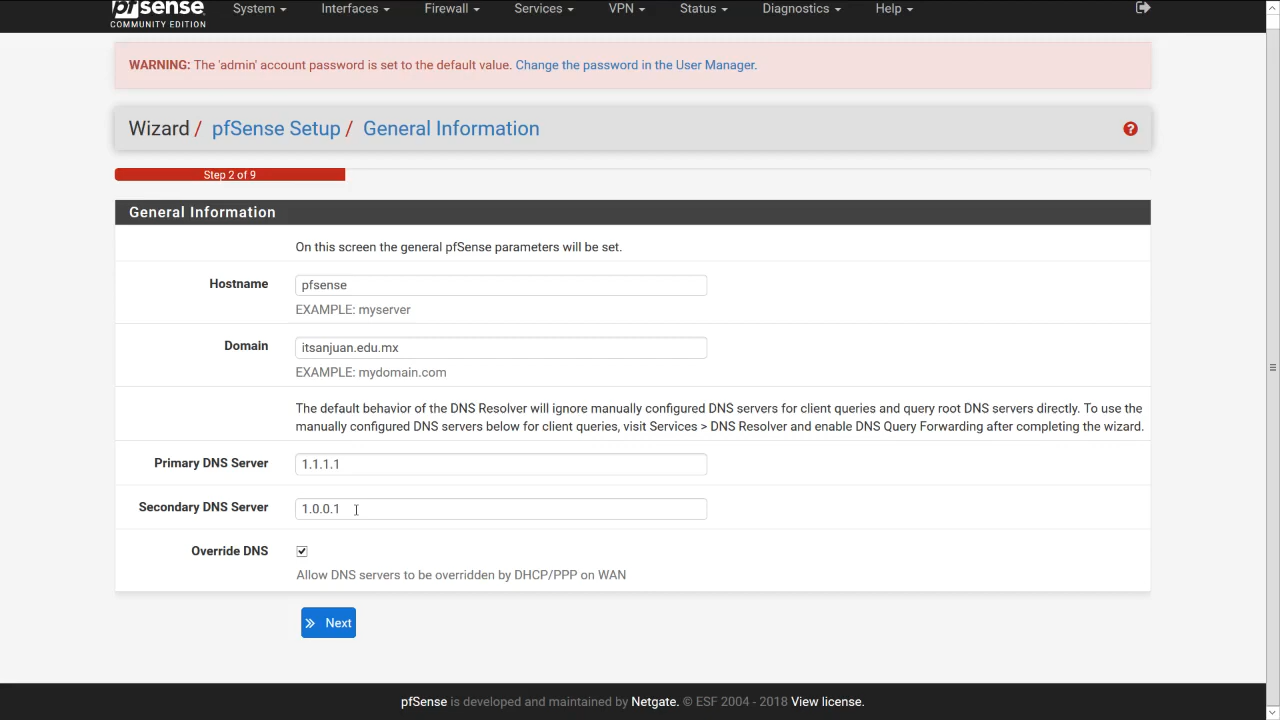 pfsense
COMMUNITY EDITION
System Interfaces Firewall Services VPN Status Diagnostics Help
WARNING: The 'admin' account password is set to the default value. Change the password in the User Manager.
Wizard / pfSense Setup / General Information
Step 2 of 9
General Information
On this screen the general pfSense parameters will be set.
Hostname
pfsense
EXAMPLE: myserver
Domain
itsanjuan.edu.mx
EXAMPLE: mydomain.com
The default behavior of the DNS Resolver will ignore manually configured DNS servers for client queries and query root DNS servers directly. To use the
manually configured DNS servers below for client queries, visit Services > DNS Resolver and enable DNS Query Forwarding after completing the wizard.
Primary DNS Server
1.1.1.1
Secondary DNS Server
1.0.0.1
Override DNS
Allow DNS servers to be overridden by DHCP/PPP on WAN
» Next
pfSense is developed and maintained by Netgate. © ESF 2004 - 2018 View license.